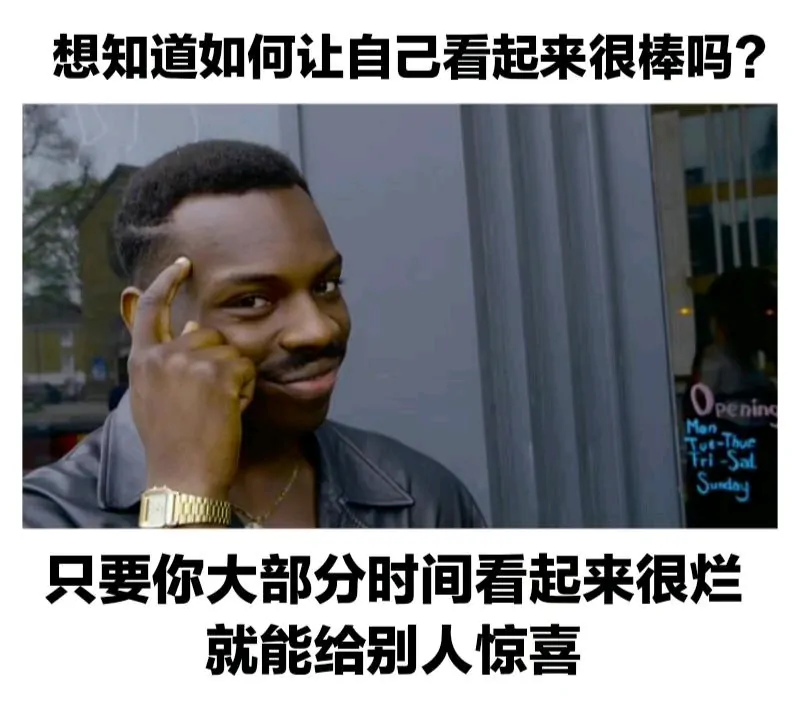 想知道如何让自己看起来很棒吗?
Opening
Mon
Tue-Thur
Fri-Sat
Sunday
只要你大部分时间看起来很烂
就能给别人惊喜